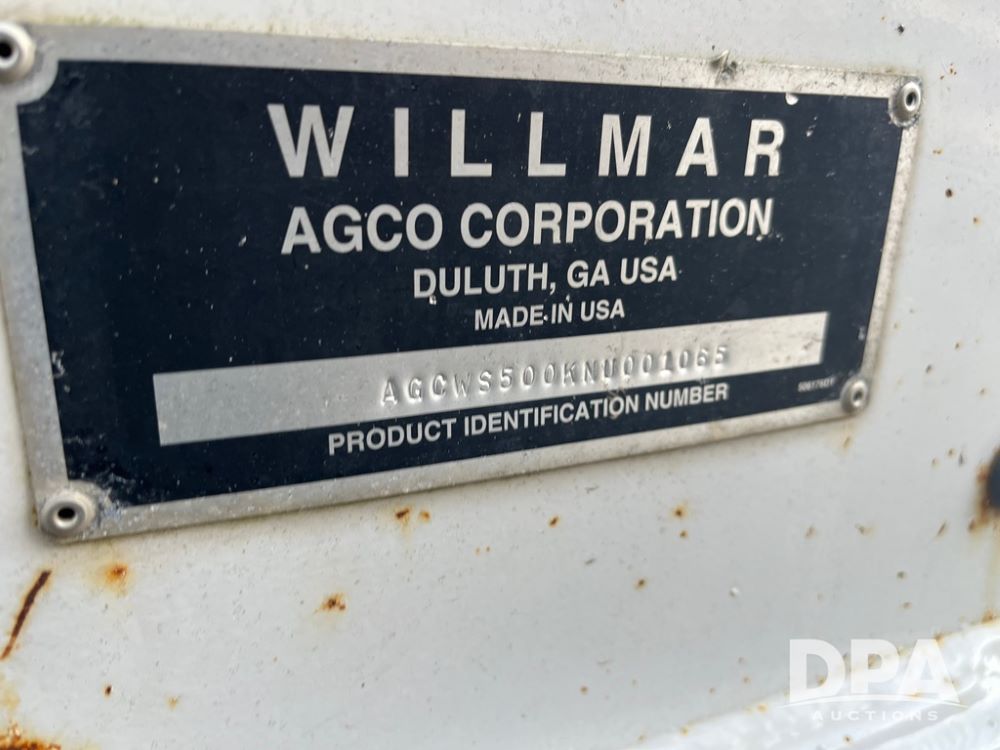 WILLMAR
AGCO CORPORATION
DULUTH, GA USA
MADE IN USA
AGCWS500KNU001065
PRODUCT IDENTIFICATION NUMBER
DPA
AUCTIONS